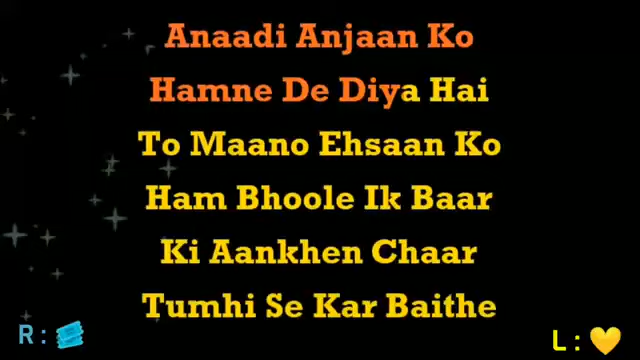 Anaadi Anjaan Ko
Hamne De Diya Hai
To Maano Ehsaan Ko
Ham Bhoole Ik Baar
Ki Aankhen Chaar
Tumhi Se Kar Baithe
R:
L: